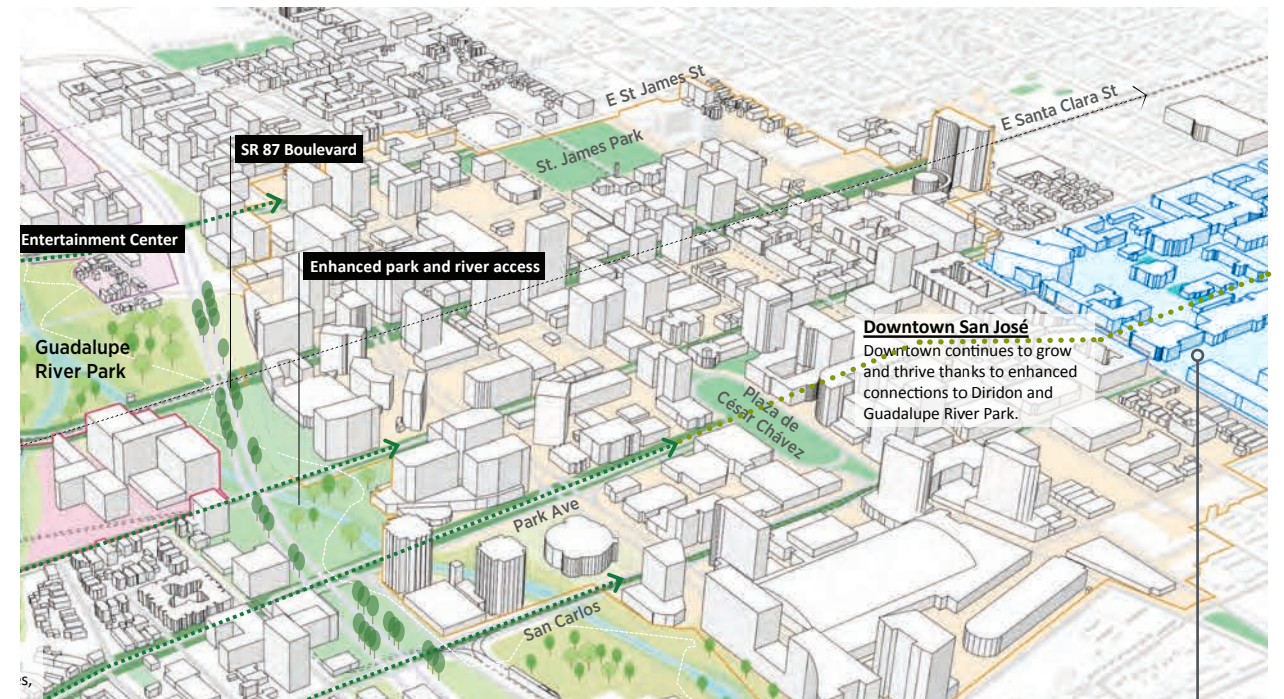 E St James St
E Santa Clara St
SR 87 Boulevard
St. James Park
Entertainment Center
Enhanced park and river access
Guadalupe
River Park
Downtown San José
Downtown continues to grow
and thrive thanks to enhanced
connections to Diridon and
Guadalupe River Park.
Plaza de
César Chávez
Park Ave
San Carlos
s,